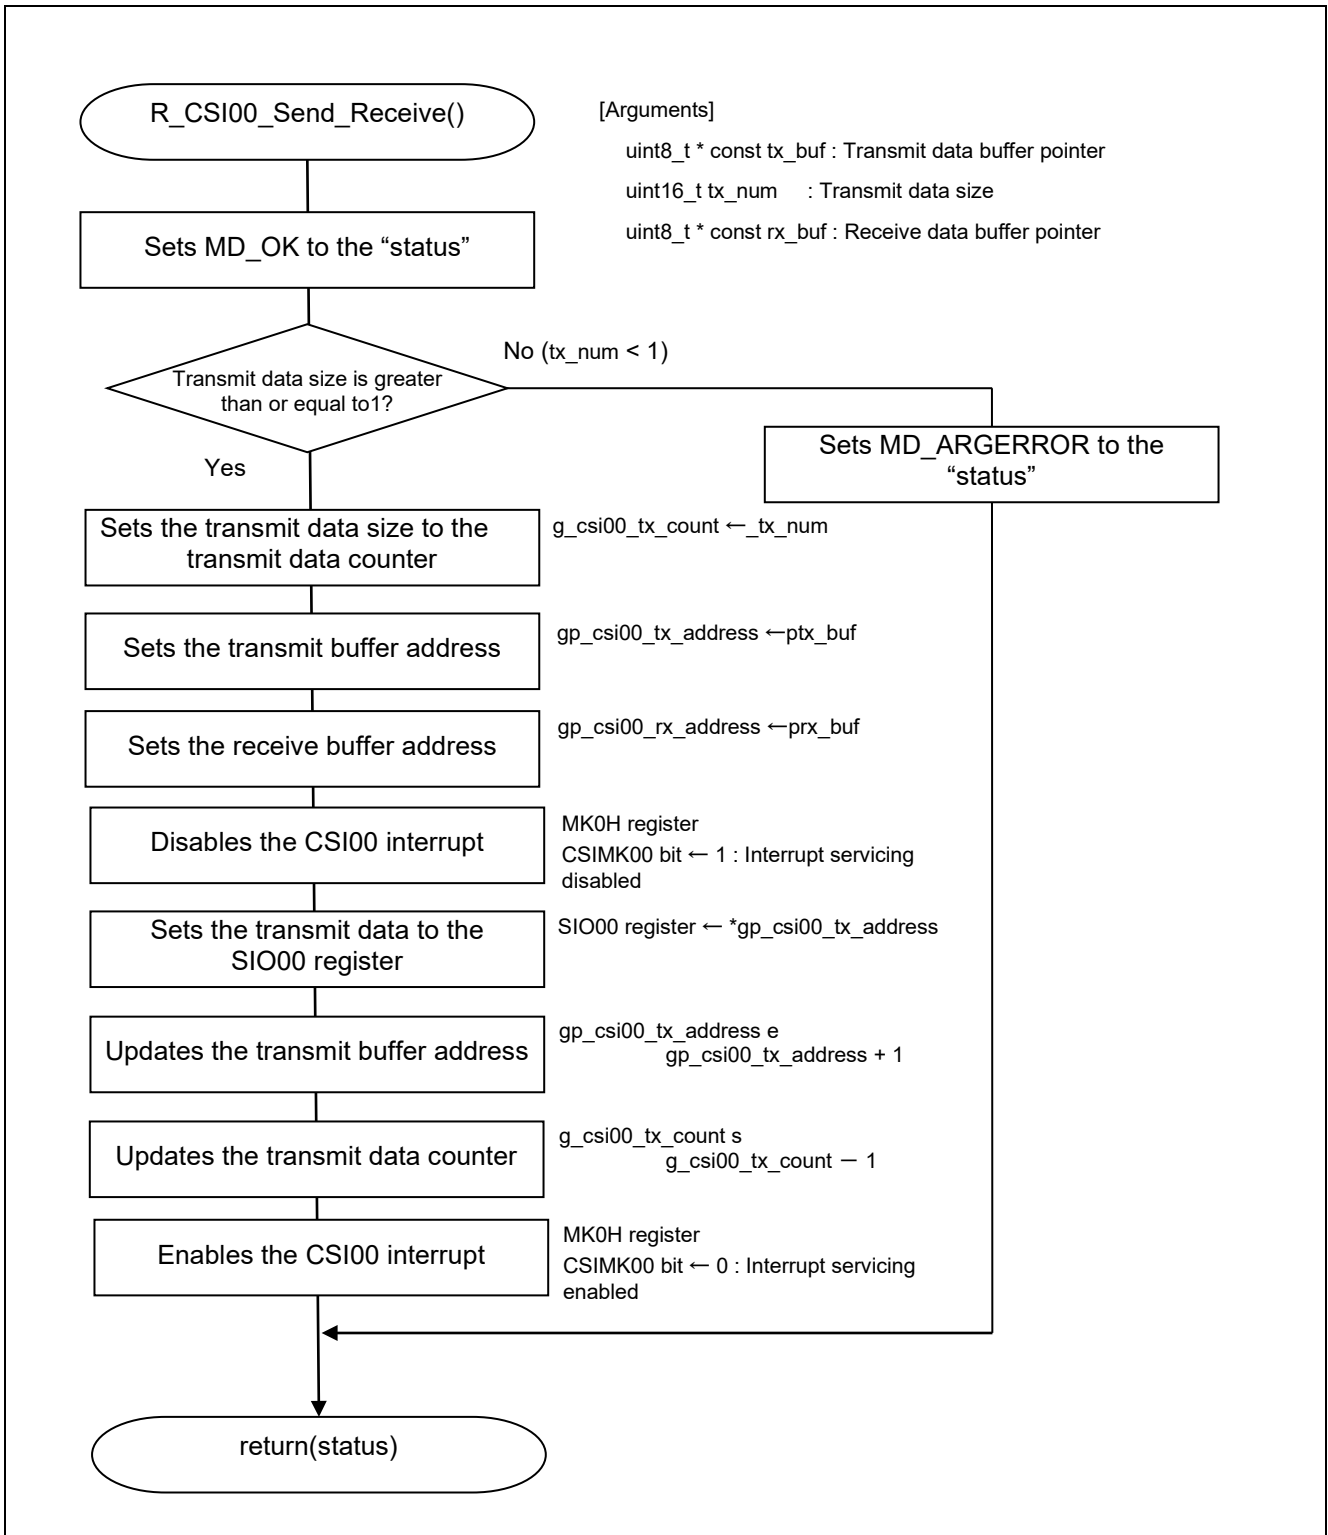 R_CSI00_Send_Receive()
[Arguments]
uint8_t * const tx_buf : Transmit data buffer pointer
uint16_t tx_num : Transmit data size
uint8_t * const rx_buf : Receive data buffer pointer
Sets MD_OK to the “status”
No (tx_num < 1)
Transmit data size is greater
than or equal to1?
Sets MD_ARGERROR to the
“status”
Yes
Sets the transmit data size to the
transmit data counter
g_csi00_tx_count ←_tx_num
Sets the transmit buffer address
gp_csi00_tx_address ←ptx_buf
Sets the receive buffer address
gp_csi00_rx_address ←prx_buf
Disables the CSI00 interrupt
MK0H register
CSIMK00 bit ← 1 : Interrupt servicing
disabled
Sets the transmit data to the
SIO00 register
SIO00 register ← *gp_csi00_tx_address
Updates the transmit buffer address
gp_csi00_tx_address e
gp_csi00_tx_address + 1
Updates the transmit data counter
g_csi00_tx_count s
g_csi00_tx_count － 1
Enables the CSI00 interrupt
MK0H register
CSIMK00 bit ← 0 : Interrupt servicing
enabled
return(status)